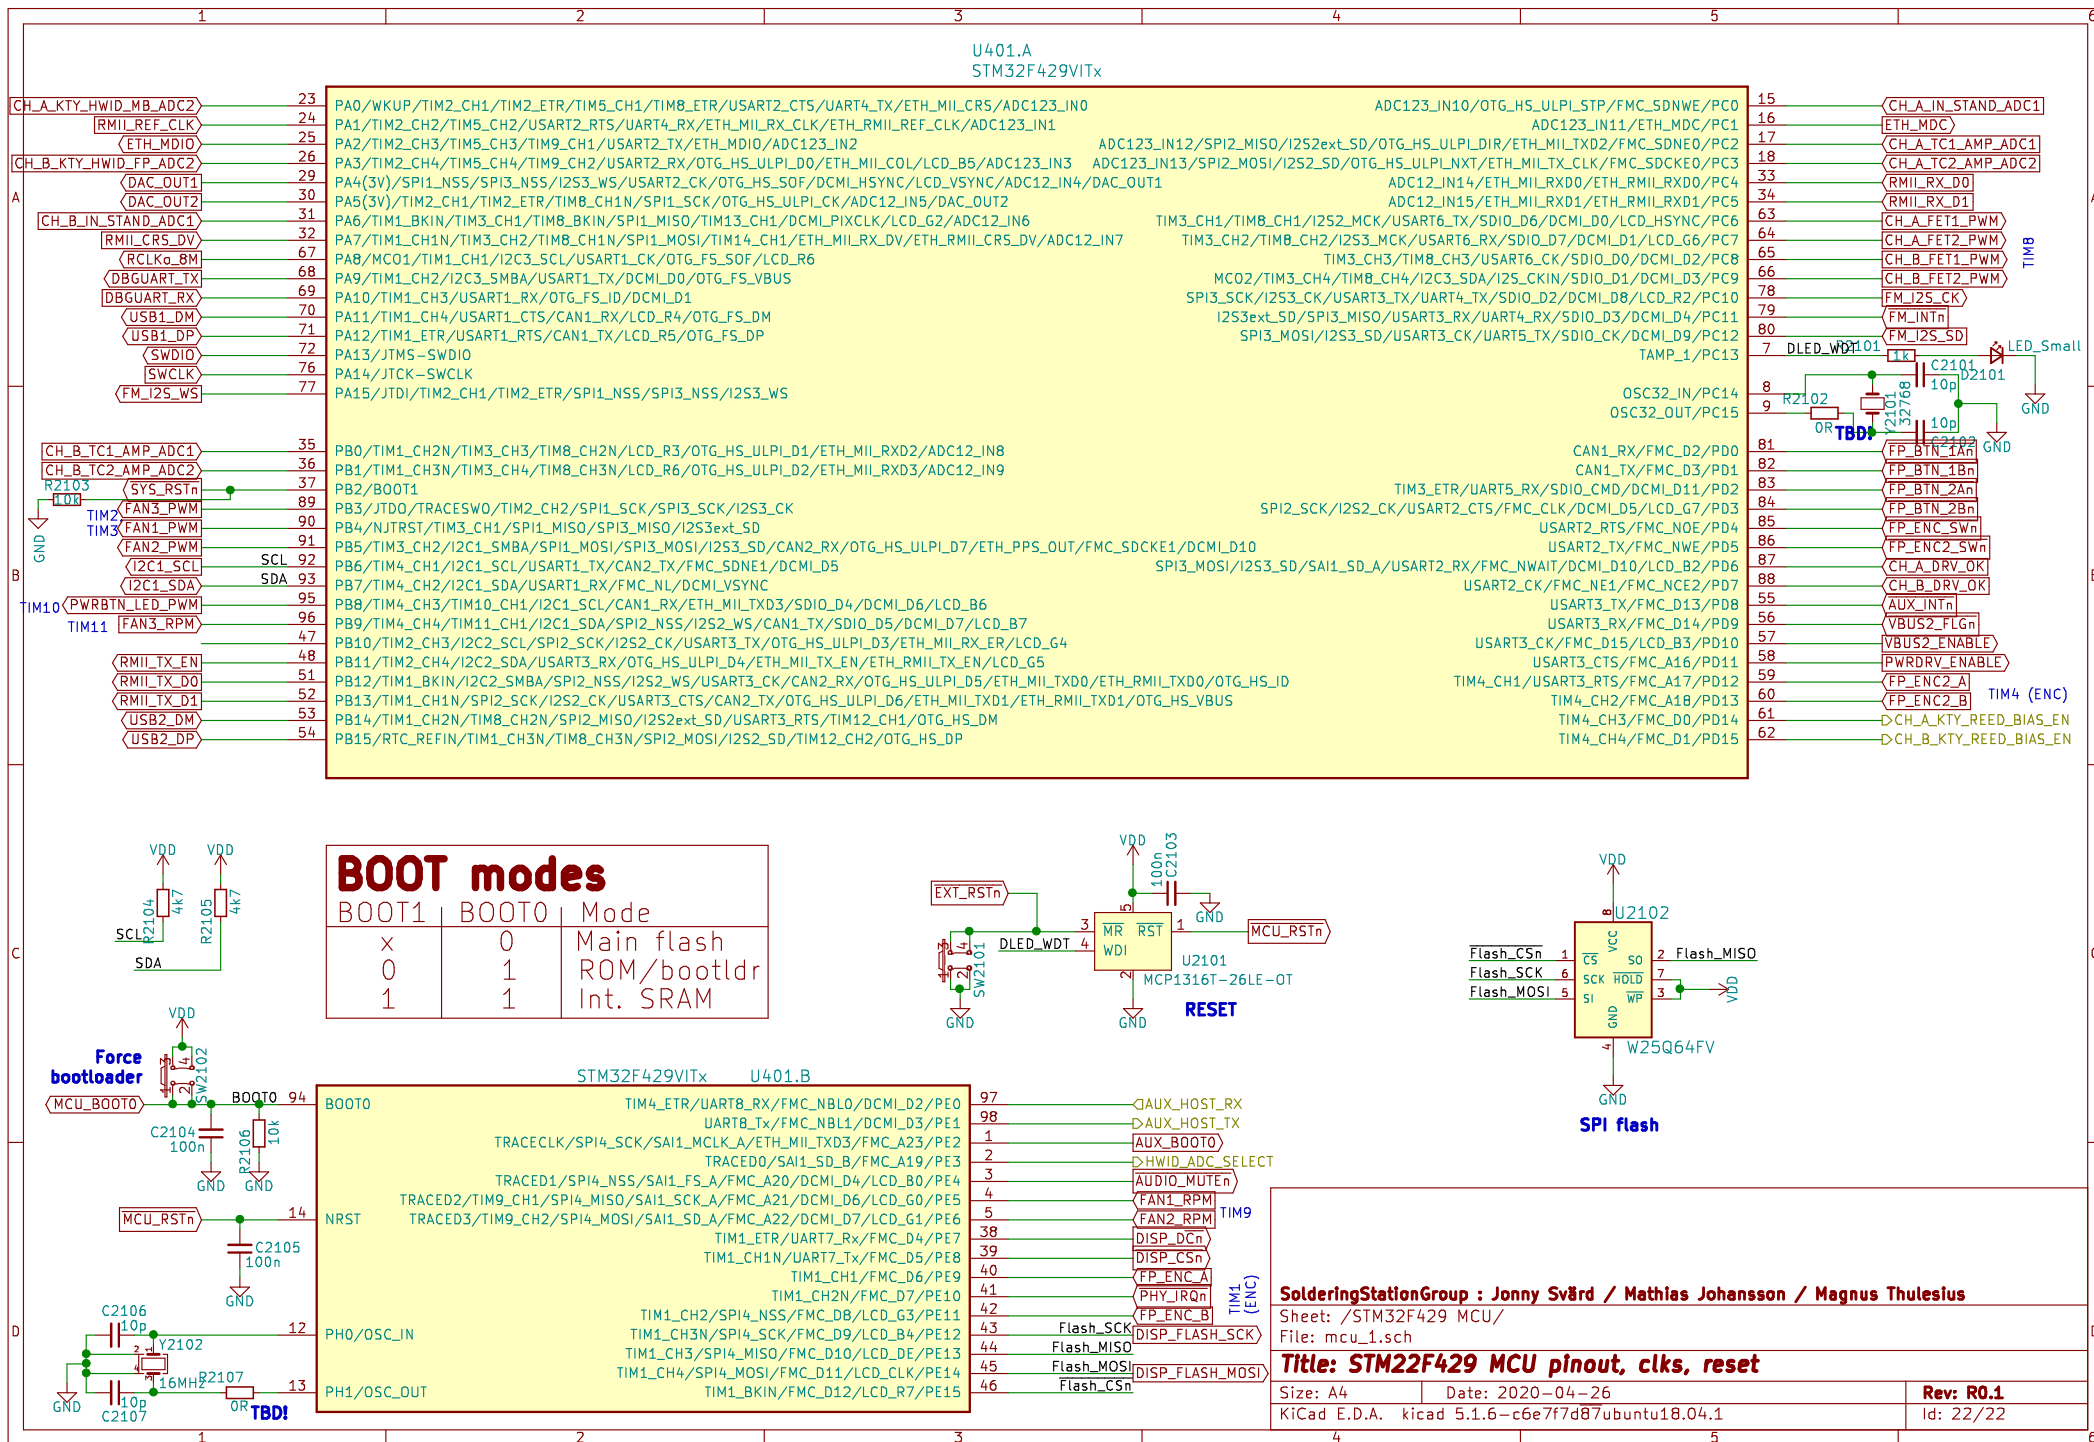 1 2 3 4 5 6
U401.A
STM32F429VITx
CH_A_KTY_HWID_MB_ADC2 23 PA0/WKUP/TIM2_CH1/TIM2_ETR/TIM5_CH1/TIM8_ETR/USART2_CTS/UART4_TX/ETH_MII_CRS/ADC123_IN0
RMII_REF_CLK 24 PA1/TIM2_CH2/TIM5_CH2/USART2_RTS/UART4_RX/ETH_MII_RX_CLK/ETH_RMII_REF_CLK/ADC123_IN1
ETH_MDIO 25 PA2/TIM2_CH3/TIM5_CH3/TIM9_CH1/USART2_TX/ETH_MDIO/ADC123_IN2
CH_B_KTY_HWID_FP_ADC2 26 PA3/TIM2_CH4/TIM5_CH4/TIM9_CH2/USART2_RX/OTG_HS_ULPI_D0/ETH_MII_COL/LCD_B5/ADC123_IN3
DAC_OUT1 29 PA4(3V)/SPI1_NSS/SPI3_NSS/I2S3_WS/USART2_CK/OTG_HS_SOF/DCMI_HSYNC/LCD_VSYNC/ADC12_IN4/DAC_OUT1
DAC_OUT2 30 PA5(3V)/TIM2_CH1/TIM2_ETR/TIM8_CH1N/SPI1_SCK/OTG_HS_ULPI_CK/ADC12_IN5/DAC_OUT2
CH_B_IN_STAND_ADC1 31 PA6/TIM1_BKIN/TIM3_CH1/TIM8_BKIN/SPI1_MISO/TIM13_CH1/DCMI_PIXCLK/LCD_G2/ADC12_IN6
RMII_CRS_DV 32 PA7/TIM1_CH1N/TIM3_CH2/TIM8_CH1N/SPI1_MOSI/TIM14_CH1/ETH_MII_RX_DV/ETH_RMII_CRS_DV/ADC12_IN7
RCLKo_8M 67 PA8/MCO1/TIM1_CH1/I2C3_SCL/USART1_CK/OTG_FS_SOF/LCD_R6
DBGUART_TX 68 PA9/TIM1_CH2/I2C3_SMBA/USART1_TX/DCMI_D0/OTG_FS_VBUS
DBGUART_RX 69 PA10/TIM1_CH3/USART1_RX/OTG_FS_ID/DCMI_D1
USB1_DM 70 PA11/TIM1_CH4/USART1_CTS/CAN1_RX/LCD_R4/OTG_FS_DM
USB1_DP 71 PA12/TIM1_ETR/USART1_RTS/CAN1_TX/LCD_R5/OTG_FS_DP
SWDIO 72 PA13/JTMS-SWDIO
SWCLK 76 PA14/JTCK-SWCLK
FM_I2S_WS 77 PA15/JTDI/TIM2_CH1/TIM2_ETR/SPI1_NSS/SPI3_NSS/I2S3_WS
CH_B_TC1_AMP_ADC1 35 PB0/TIM1_CH2N/TIM3_CH3/TIM8_CH2N/LCD_R3/OTG_HS_ULPI_D1/ETH_MII_RXD2/ADC12_IN8
CH_B_TC2_AMP_ADC2 36 PB1/TIM1_CH3N/TIM3_CH4/TIM8_CH3N/LCD_R6/OTG_HS_ULPI_D2/ETH_MII_RXD3/ADC12_IN9
R2103 10k GND
SYS_RSTn 37 PB2/BOOT1
TIM2 FAN3_PWM 89 PB3/JTDO/TRACESWO/TIM2_CH2/SPI1_SCK/SPI3_SCK/I2S3_CK
TIM3 FAN1_PWM 90 PB4/NJTRST/TIM3_CH1/SPI1_MISO/SPI3_MISO/I2S3ext_SD
FAN2_PWM 91 PB5/TIM3_CH2/I2C1_SMBA/SPI1_MOSI/SPI3_MOSI/I2S3_SD/CAN2_RX/OTG_HS_ULPI_D7/ETH_PPS_OUT/FMC_SDCKE1/DCMI_D10
I2C1_SCL SCL 92 PB6/TIM4_CH1/I2C1_SCL/USART1_TX/CAN2_TX/FMC_SDNE1/DCMI_D5
I2C1_SDA SDA 93 PB7/TIM4_CH2/I2C1_SDA/USART1_RX/FMC_NL/DCMI_VSYNC
TIM10 PWRBTN_LED_PWM 95 PB8/TIM4_CH3/TIM10_CH1/I2C1_SCL/CAN1_RX/ETH_MII_TXD3/SDIO_D4/DCMI_D6/LCD_B6
TIM11 FAN3_RPM 96 PB9/TIM4_CH4/TIM11_CH1/I2C1_SDA/SPI2_NSS/I2S2_WS/CAN1_TX/SDIO_D5/DCMI_D7/LCD_B7
47 PB10/TIM2_CH3/I2C2_SCL/SPI2_SCK/I2S2_CK/USART3_TX/OTG_HS_ULPI_D3/ETH_MII_RX_ER/LCD_G4
RMII_TX_EN 48 PB11/TIM2_CH4/I2C2_SDA/USART3_RX/OTG_HS_ULPI_D4/ETH_MII_TX_EN/ETH_RMII_TX_EN/LCD_G5
RMII_TX_D0 51 PB12/TIM1_BKIN/I2C2_SMBA/SPI2_NSS/I2S2_WS/USART3_CK/CAN2_RX/OTG_HS_ULPI_D5/ETH_MII_TXD0/ETH_RMII_TXD0/OTG_HS_ID
RMII_TX_D1 52 PB13/TIM1_CH1N/SPI2_SCK/I2S2_CK/USART3_CTS/CAN2_TX/OTG_HS_ULPI_D6/ETH_MII_TXD1/ETH_RMII_TXD1/OTG_HS_VBUS
USB2_DM 53 PB14/TIM1_CH2N/TIM8_CH2N/SPI2_MISO/I2S2ext_SD/USART3_RTS/TIM12_CH1/OTG_HS_DM
USB2_DP 54 PB15/RTC_REFIN/TIM1_CH3N/TIM8_CH3N/SPI2_MOSI/I2S2_SD/TIM12_CH2/OTG_HS_DP
ADC123_IN10/OTG_HS_ULPI_STP/FMC_SDNWE/PC0 15 CH_A_IN_STAND_ADC1
ADC123_IN11/ETH_MDC/PC1 16 ETH_MDC
ADC123_IN12/SPI2_MISO/I2S2ext_SD/OTG_HS_ULPI_DIR/ETH_MII_TXD2/FMC_SDNE0/PC2 17 CH_A_TC1_AMP_ADC1
ADC123_IN13/SPI2_MOSI/I2S2_SD/OTG_HS_ULPI_NXT/ETH_MII_TX_CLK/FMC_SDCKE0/PC3 18 CH_A_TC2_AMP_ADC2
ADC12_IN14/ETH_MII_RXD0/ETH_RMII_RXD0/PC4 33 RMII_RX_D0
ADC12_IN15/ETH_MII_RXD1/ETH_RMII_RXD1/PC5 34 RMII_RX_D1
TIM3_CH1/TIM8_CH1/I2S2_MCK/USART6_TX/SDIO_D6/DCMI_D0/LCD_HSYNC/PC6 63 CH_A_FET1_PWM
TIM3_CH2/TIM8_CH2/I2S3_MCK/USART6_RX/SDIO_D7/DCMI_D1/LCD_G6/PC7 64 CH_A_FET2_PWM
TIM8
TIM3_CH3/TIM8_CH3/USART6_CK/SDIO_D0/DCMI_D2/PC8 65 CH_B_FET1_PWM
MCO2/TIM3_CH4/TIM8_CH4/I2C3_SDA/I2S_CKIN/SDIO_D1/DCMI_D3/PC9 66 CH_B_FET2_PWM
SPI3_SCK/I2S3_CK/USART3_TX/UART4_TX/SDIO_D2/DCMI_D8/LCD_R2/PC10 78 FM_I2S_CK
I2S3ext_SD/SPI3_MISO/USART3_RX/UART4_RX/SDIO_D3/DCMI_D4/PC11 79 FM_INTn
SPI3_MOSI/I2S3_SD/USART3_CK/UART5_TX/SDIO_CK/DCMI_D9/PC12 80 FM_I2S_SD
TAMP_1/PC13 7 DLED_WDT R2101 1k D2101 LED_Small GND
OSC32_IN/PC14 8 C2101 10p
OSC32_OUT/PC15 9 R2102 0R TBD! Y2101 32768 10p C2102 GND
CAN1_RX/FMC_D2/PD0 81 FP_BTN_1An
CAN1_TX/FMC_D3/PD1 82 FP_BTN_1Bn
TIM3_ETR/UART5_RX/SDIO_CMD/DCMI_D11/PD2 83 FP_BTN_2An
SPI2_SCK/I2S2_CK/USART2_CTS/FMC_CLK/DCMI_D5/LCD_G7/PD3 84 FP_BTN_2Bn
USART2_RTS/FMC_NOE/PD4 85 FP_ENC_SWn
USART2_TX/FMC_NWE/PD5 86 FP_ENC2_SWn
SPI3_MOSI/I2S3_SD/SAI1_SD_A/USART2_RX/FMC_NWAIT/DCMI_D10/LCD_B2/PD6 87 CH_A_DRV_OK
USART2_CK/FMC_NE1/FMC_NCE2/PD7 88 CH_B_DRV_OK
USART3_TX/FMC_D13/PD8 55 AUX_INTn
USART3_RX/FMC_D14/PD9 56 VBUS2_FLGn
USART3_CK/FMC_D15/LCD_B3/PD10 57 VBUS2_ENABLE
USART3_CTS/FMC_A16/PD11 58 PWRDRV_ENABLE
TIM4_CH1/USART3_RTS/FMC_A17/PD12 59 FP_ENC2_A
TIM4 (ENC)
TIM4_CH2/FMC_A18/PD13 60 FP_ENC2_B
TIM4_CH3/FMC_D0/PD14 61 CH_A_KTY_REED_BIAS_EN
TIM4_CH4/FMC_D1/PD15 62 CH_B_KTY_REED_BIAS_EN
A A
B B
C C
D D
VDD VDD
R2104 4k7 R2105 4k7
SCL
SDA
BOOT modes
BOOT1 BOOT0 Mode
x 0 Main flash
0 1 ROM/bootldr
1 1 Int. SRAM
VDD
100n C2103
GND
EXT_RSTn
DLED_WDT
3 MR RST 1 MCU_RSTn
4 WDI
5
2
SW2101 1 2 3 4
U2101
MCP1316T-26LE-OT
GND GND
RESET
VDD
8 U2102
VCC
Flash_CSn 1 CS SO 2 Flash_MISO
Flash_SCK 6 SCK HOLD 7
Flash_MOSI 5 SI WP 3 VDD
GND
4 W25Q64FV
GND
SPI flash
VDD
Force
bootloader
SW2102 1 2 3 4
MCU_BOOT0 BOOT0 94 BOOT0
C2104
100n
R2106 10k
GND GND
MCU_RSTn 14 NRST
C2105
100n
GND
C2106
10p
12 PH0/OSC_IN
Y2102 1 2 3 4
16MHz
R2107
0R TBD!
13 PH1/OSC_OUT
10p
C2107
GND
STM32F429VITx U401.B
TIM4_ETR/UART8_RX/FMC_NBL0/DCMI_D2/PE0 97 AUX_HOST_RX
UART8_Tx/FMC_NBL1/DCMI_D3/PE1 98 AUX_HOST_TX
TRACECLK/SPI4_SCK/SAI1_MCLK_A/ETH_MII_TXD3/FMC_A23/PE2 1 AUX_BOOT0
TRACED0/SAI1_SD_B/FMC_A19/PE3 2 HWID_ADC_SELECT
TRACED1/SPI4_NSS/SAI1_FS_A/FMC_A20/DCMI_D4/LCD_B0/PE4 3 AUDIO_MUTEn
TRACED2/TIM9_CH1/SPI4_MISO/SAI1_SCK_A/FMC_A21/DCMI_D6/LCD_G0/PE5 4 FAN1_RPM
TRACED3/TIM9_CH2/SPI4_MOSI/SAI1_SD_A/FMC_A22/DCMI_D7/LCD_G1/PE6 5 FAN2_RPM TIM9
TIM1_ETR/UART7_Rx/FMC_D4/PE7 38 DISP_DCn
TIM1_CH1N/UART7_Tx/FMC_D5/PE8 39 DISP_CSn
TIM1_CH1/FMC_D6/PE9 40 FP_ENC_A
TIM1_CH2N/FMC_D7/PE10 41 PHY_IRQn
TIM1
(ENC)
TIM1_CH2/SPI4_NSS/FMC_D8/LCD_G3/PE11 42 FP_ENC_B
TIM1_CH3N/SPI4_SCK/FMC_D9/LCD_B4/PE12 43 Flash_SCK DISP_FLASH_SCK
TIM1_CH3/SPI4_MISO/FMC_D10/LCD_DE/PE13 44 Flash_MISO
TIM1_CH4/SPI4_MOSI/FMC_D11/LCD_CLK/PE14 45 Flash_MOSI DISP_FLASH_MOSI
TIM1_BKIN/FMC_D12/LCD_R7/PE15 46 Flash_CSn
SolderingStationGroup : Jonny Svärd / Mathias Johansson / Magnus Thulesius
Sheet: /STM32F429 MCU/
File: mcu_1.sch
Title: STM22F429 MCU pinout, clks, reset
Size: A4 Date: 2020-04-26 Rev: R0.1
KiCad E.D.A. kicad 5.1.6-c6e7f7d87ubuntu18.04.1 Id: 22/22
1 2 3 4 5 6